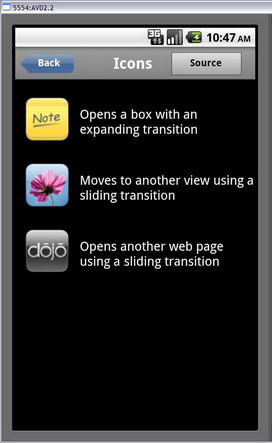 5554:AVD2.2
3G
10:47 AM
Back
Icons
Source
Note
Opens a box with an
expanding transition
Moves to another view using a
sliding transition
dōjō
Opens another web page
using a sliding transition